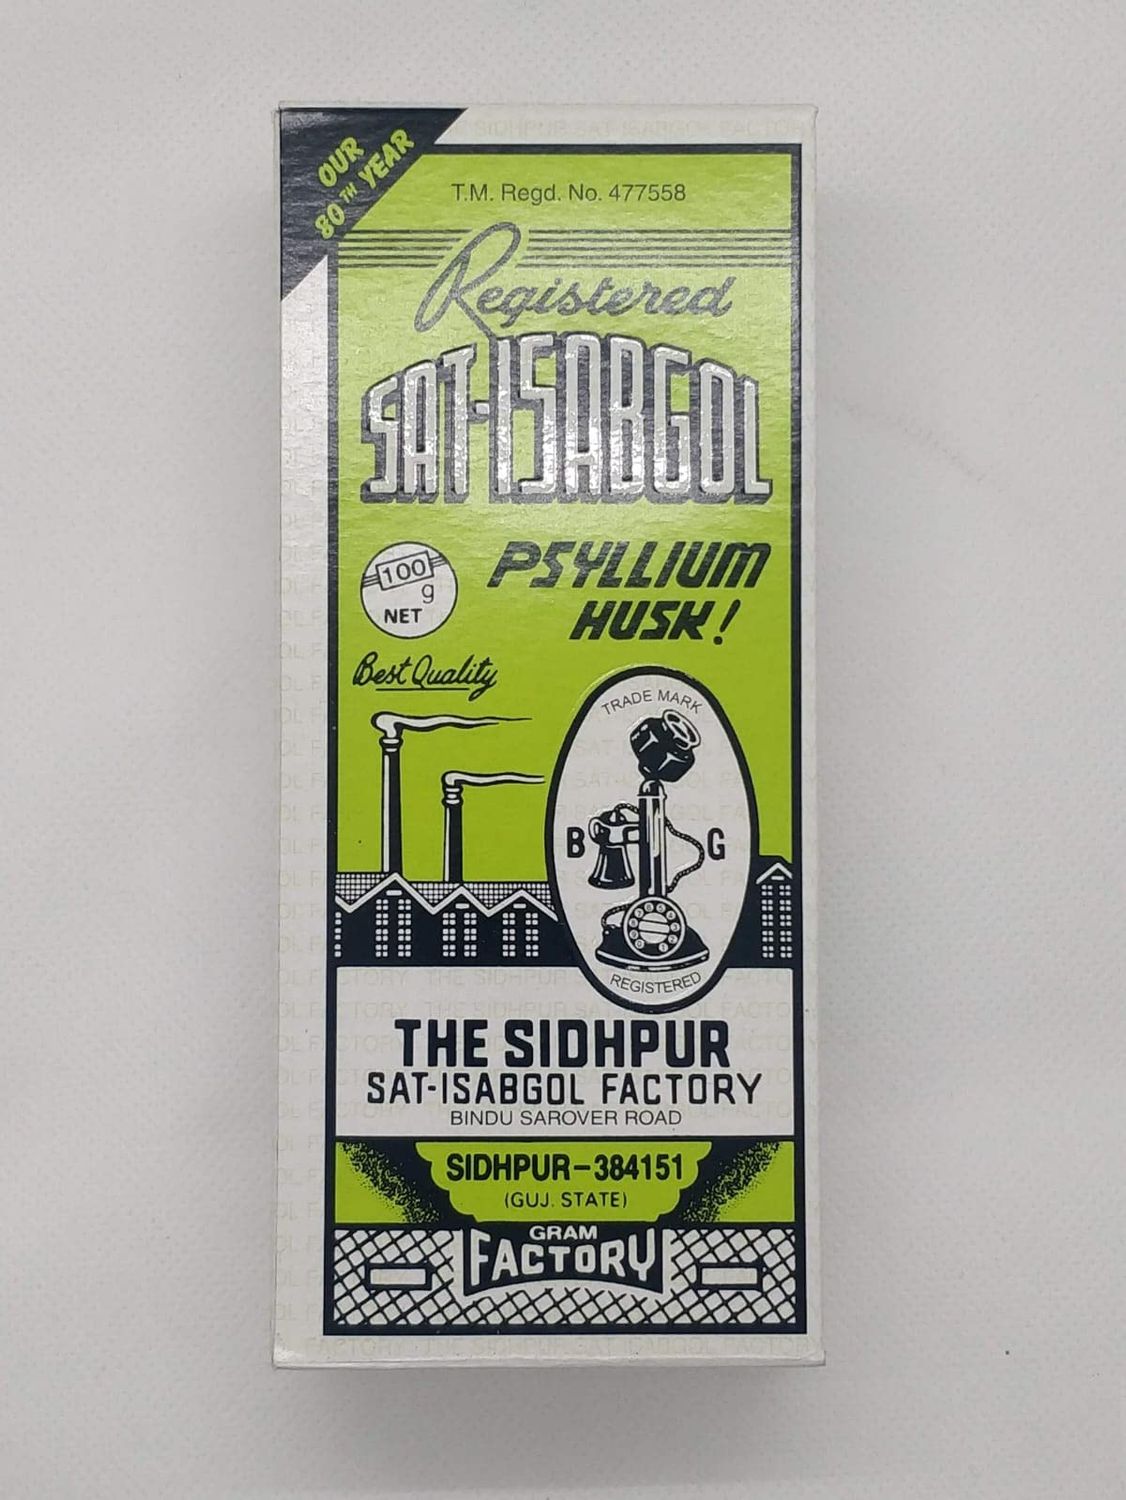 OUR
80TH YEAR
T.M. Regd. No. 477558
Registered
SAT-ISABGOL
100
g
NET
PSYLLIUM
HUSK!
Best Quality
TRADE MARK
B G
REGISTERED
THE SIDHPUR
SAT-ISABGOL FACTORY
BINDU SAROVER ROAD
SIDHPUR-384151
(GUJ. STATE)
GRAM
FACTORY